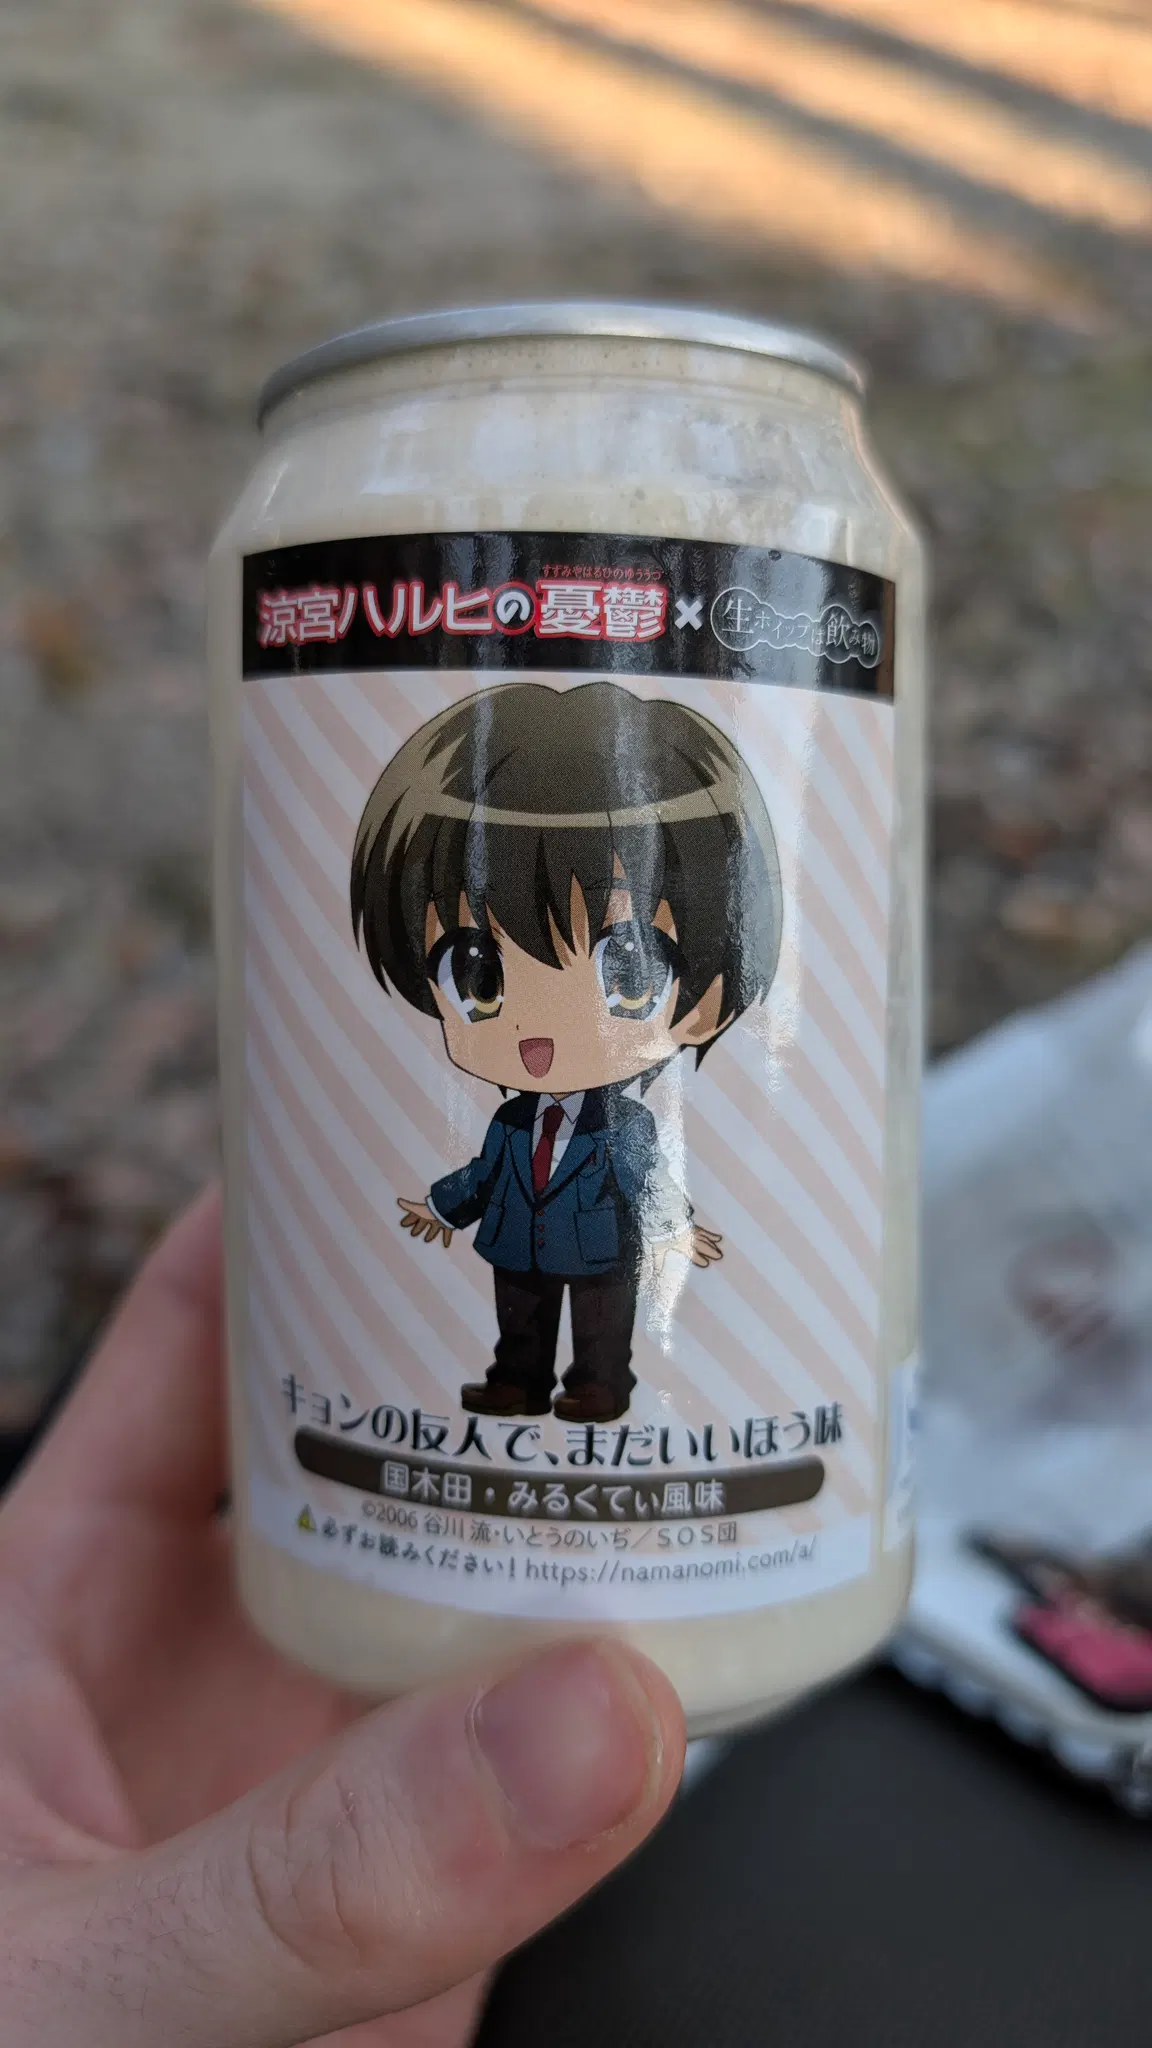 すずみやはるひのゆううつ
涼宮ハルヒの憂鬱×生ホイップは飲み物
キョンの友人で、まだいいほう味
国木田・みるくてぃ風味
©2006 谷川 流・いとうのいぢ／ＳＯＳ団
必ずお読みください！https://namanomi.com/a/